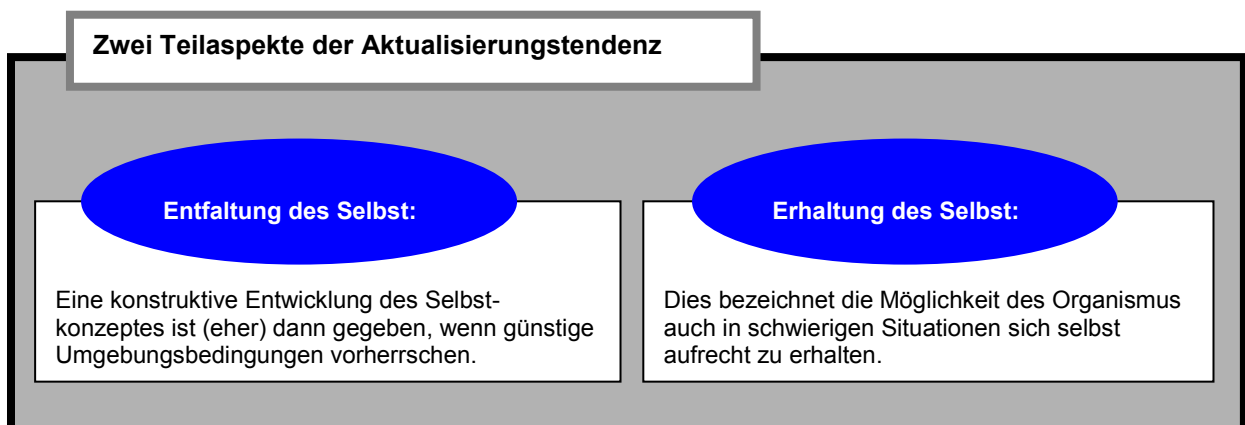 Zwei Teilaspekte der Aktualisierungstendenz
Entfaltung des Selbst:
Eine konstruktive Entwicklung des Selbst-
konzeptes ist (eher) dann gegeben, wenn günstige
Umgebungsbedingungen vorherrschen.
Erhaltung des Selbst:
Dies bezeichnet die Möglichkeit des Organismus
auch in schwierigen Situationen sich selbst
aufrecht zu erhalten.